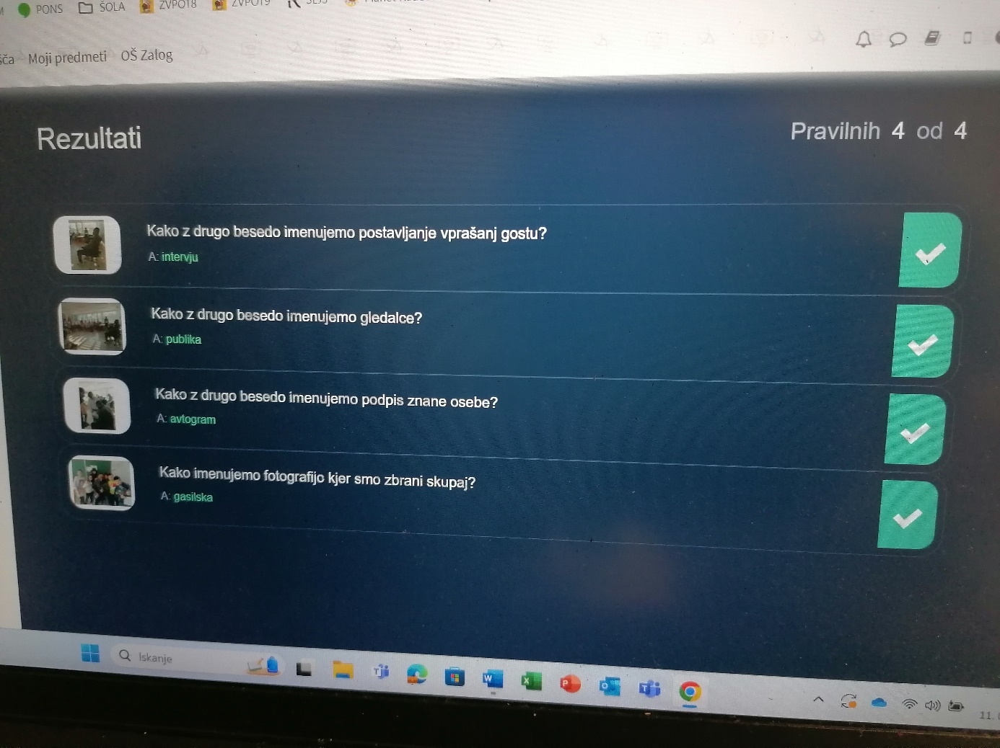 PONS
ŠOLA
ZVPO18
ZVPO19
Moji predmeti
OŠ Zalog
Rezultati
Pravilnih 4 od 4
Kako z drugo besedo imenujemo postavljanje vprašanj gostu?
A: intervju
Kako z drugo besedo imenujemo gledalce?
A: publika
Kako z drugo besedo imenujemo podpis znane osebe?
A: avtogram
Kako imenujemo fotografijo kjer smo zbrani skupaj?
A: gasilska
Iskanje
11.